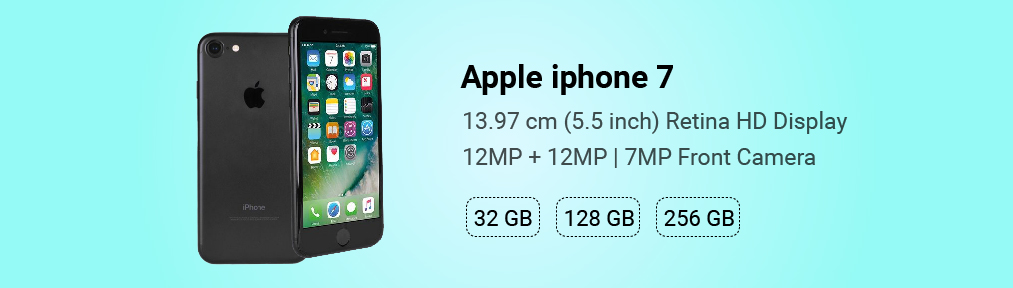 Apple iphone 7
13.97 cm (5.5 inch) Retina HD Display
12MP + 12MP | 7MP Front Camera
32 GB
128 GB
256 GB
iPhone